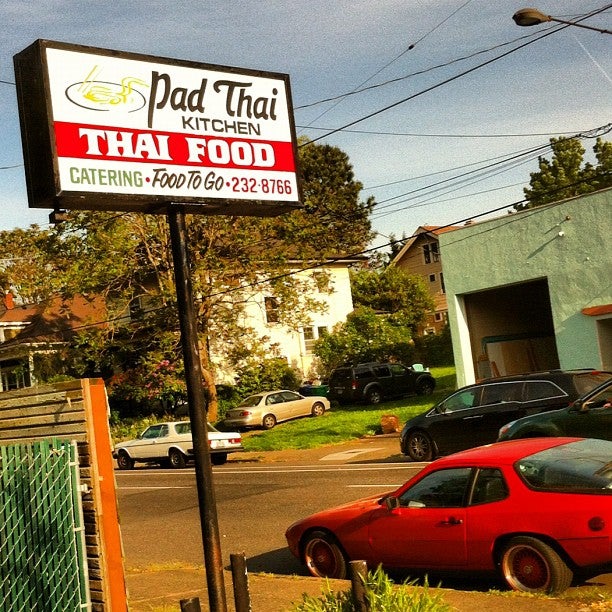 Pad Thai
KITCHEN
THAI FOOD
CATERING • FOOD TO GO • 232-8766